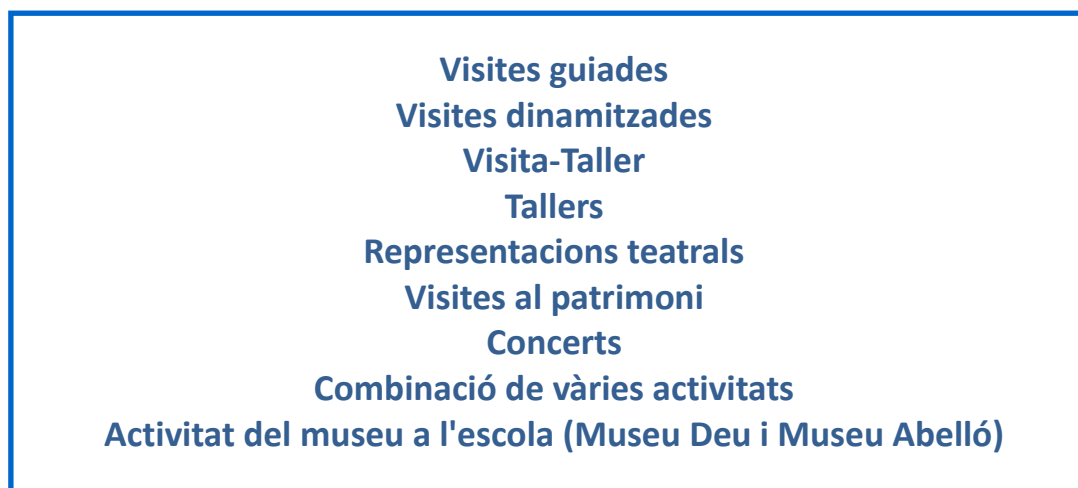 Visites guiades
Visites dinamitzades
Visita-Taller
Tallers
Representacions teatrals
Visites al patrimoni
Concerts
Combinació de vàries activitats
Activitat del museu a l'escola (Museu Deu i Museu Abelló)